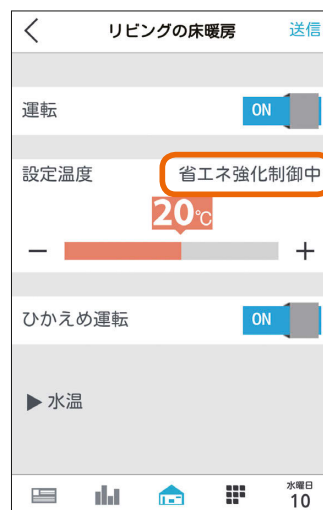 リビングの床暖房 送信
運転 ON
設定温度 省エネ強化制御中
20℃
− +
ひかえめ運転 ON
▶水温
水曜日
10